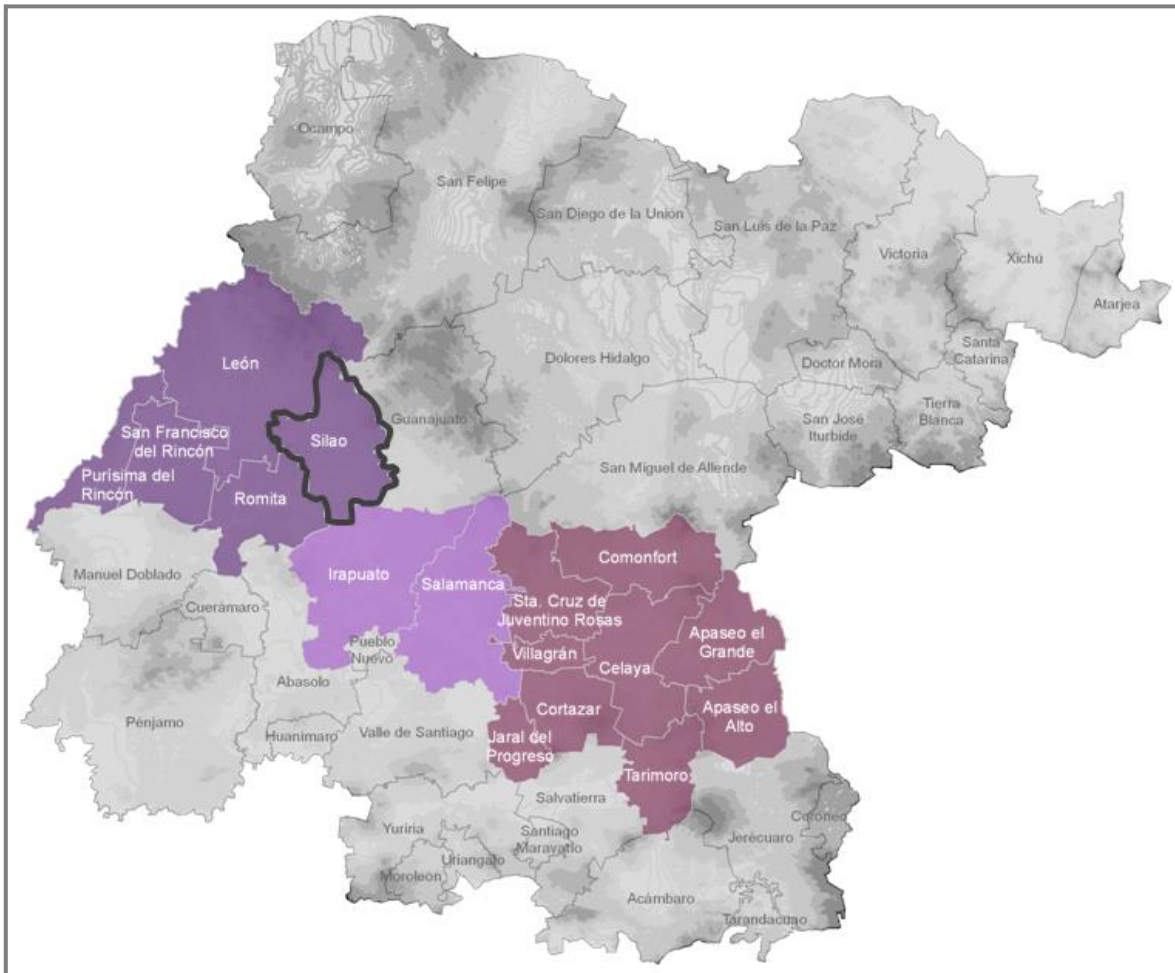 Ocampo
San Felipe
San Diego de la Unión
San Luis de la Paz
Victoria
Xichú
Atarjea
Santa
Catarina
León
Dolores Hidalgo
Doctor Mora
Tierra
Blanca
Guanajuato
San José
Iturbide
San Francisco
del Rincón
Silao
San Miguel de Allende
Purísima del
Rincón
Romita
Manuel Doblado
Irapuato
Salamanca
Comonfort
Cuerámaro
Sta. Cruz de
Juventino Rosas
Apaseo el
Grande
Pueblo
Nuevo
Villagrán
Celaya
Abasolo
Pénjamo
Cortazar
Apaseo el
Alto
Huanímaro
Valle de Santiago
Jaral del
Progreso
Tarimoro
Salvatierra
Coroneo
Yuriria
Santiago
Maravatío
Jerécuaro
Uriangato
Moroleón
Acámbaro
Tarandacuao